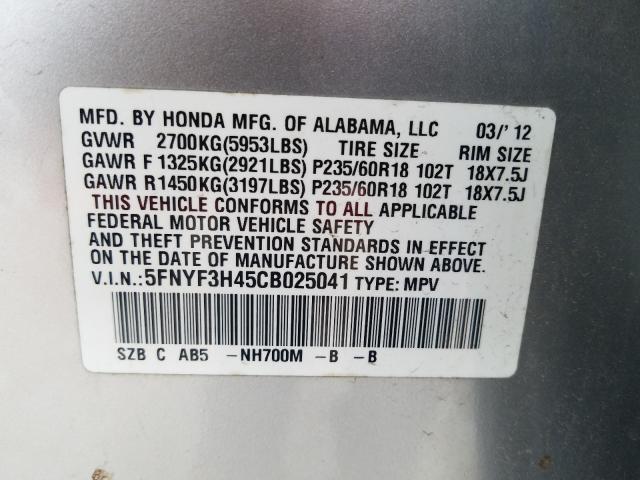 MFD. BY HONDA MFG. OF ALABAMA, LLC 03/' 12
GVWR 2700KG(5953LBS) TIRE SIZE RIM SIZE
GAWR F 1325KG(2921LBS) P235/60R18 102T 18X7.5J
GAWR R1450KG(3197LBS) P235/60R18 102T 18X7.5J
THIS VEHICLE CONFORMS TO ALL APPLICABLE
FEDERAL MOTOR VEHICLE SAFETY
AND THEFT PREVENTION STANDARDS IN EFFECT
ON THE DATE OF MANUFACTURE SHOWN ABOVE.
V.I.N.:5FNYF3H45CB025041 TYPE: MPV
SZB C AB5 -NH700M -B -B